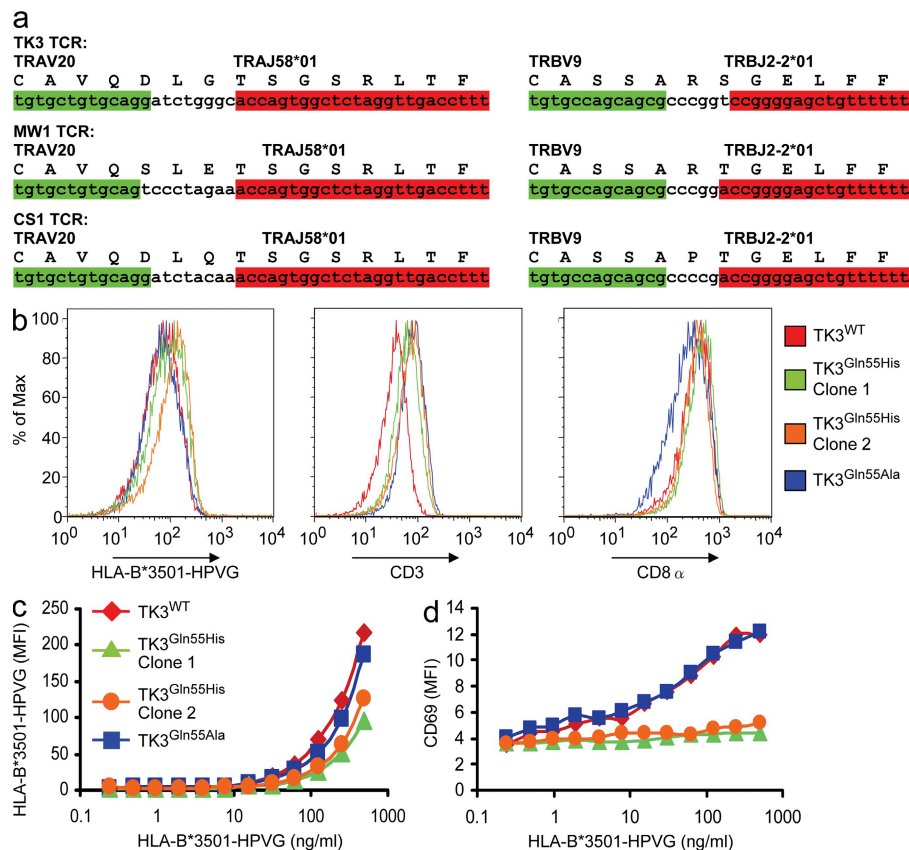 a
TK3 TCR:
TRAV20 TRAJ58*01 TRBV9 TRBJ2-2*01
C A V Q D L G T S G S R L T F C A S S A R S G E L F F
tgtgctgtgcaggatctgggcaccagtggctctaggttgaccttt tgtgccagcagcgcccggtccggggagctgttttttt
MW1 TCR:
TRAV20 TRAJ58*01 TRBV9 TRBJ2-2*01
C A V Q S L E T S G S R L T F C A S S A R T G E L F F
tgtgctgtgcagtccctagaaaccagtggctctaggttgaccttt tgtgccagcagcgcccggaccggggagctgtttttt
CS1 TCR:
TRAV20 TRAJ58*01 TRBV9 TRBJ2-2*01
C A V Q D L Q T S G S R L T F C A S S A P T G E L F F
tgtgctgtgcaggatctacaaaccagtggctctaggttgaccttt tgtgccagcagcgccccgaccggggagctgtttttt
b
% of Max
100
80
60
40
20
0
10^0 10^1 10^2 10^3 10^4
HLA-B*3501-HPVG
10^0 10^1 10^2 10^3 10^4
CD3
10^0 10^1 10^2 10^3 10^4
CD8 α
TK3^WT
TK3^Gln55His
Clone 1
TK3^Gln55His
Clone 2
TK3^Gln55Ala
c
HLA-B*3501-HPVG (MFI)
250
200
150
100
50
0
0.1 1 10 100 1000
HLA-B*3501-HPVG (ng/ml)
TK3^WT
TK3^Gln55His
Clone 1
TK3^Gln55His
Clone 2
TK3^Gln55Ala
d
CD69 (MFI)
14
12
10
8
6
4
2
0
0.1 1 10 100 1000
HLA-B*3501-HPVG (ng/ml)